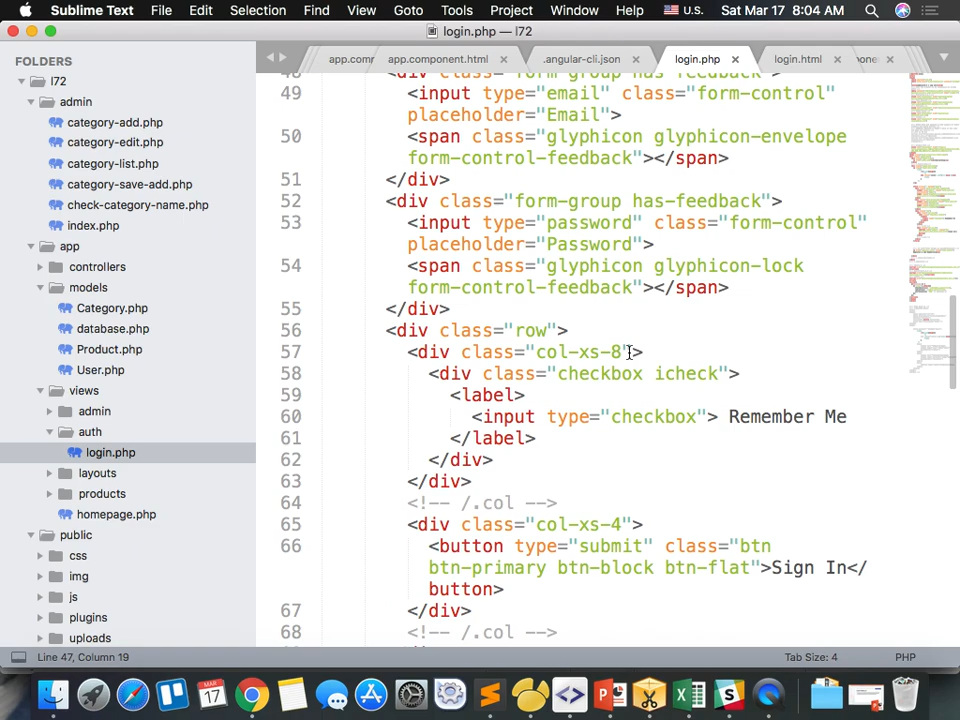 Sublime Text File Edit Selection Find View Goto Tools Project Window Help U.S. Sat Mar 17 8:04 AM
login.php — l72
FOLDERS
l72
admin
category-add.php
category-edit.php
category-list.php
category-save-add.php
check-category-name.php
index.php
app
controllers
models
Category.php
database.php
Product.php
User.php
views
admin
auth
login.php
layouts
products
homepage.php
public
css
img
js
plugins
uploads
app.comr app.component.html × .angular-cli.json × login.php × login.html × ×
48 <div class="form-group has-feedback">
49 <input type="email" class="form-control"
placeholder="Email">
50 <span class="glyphicon glyphicon-envelope
form-control-feedback"></span>
51 </div>
52 <div class="form-group has-feedback">
53 <input type="password" class="form-control"
placeholder="Password">
54 <span class="glyphicon glyphicon-lock
form-control-feedback"></span>
55 </div>
56 <div class="row">
57 <div class="col-xs-8">
58 <div class="checkbox icheck">
59 <label>
60 <input type="checkbox"> Remember Me
61 </label>
62 </div>
63 </div>
64 <!-- /.col -->
65 <div class="col-xs-4">
66 <button type="submit" class="btn
btn-primary btn-block btn-flat">Sign In</
button>
67 </div>
68 <!-- /.col -->
Line 47, Column 19 Tab Size: 4 PHP
MAR
17